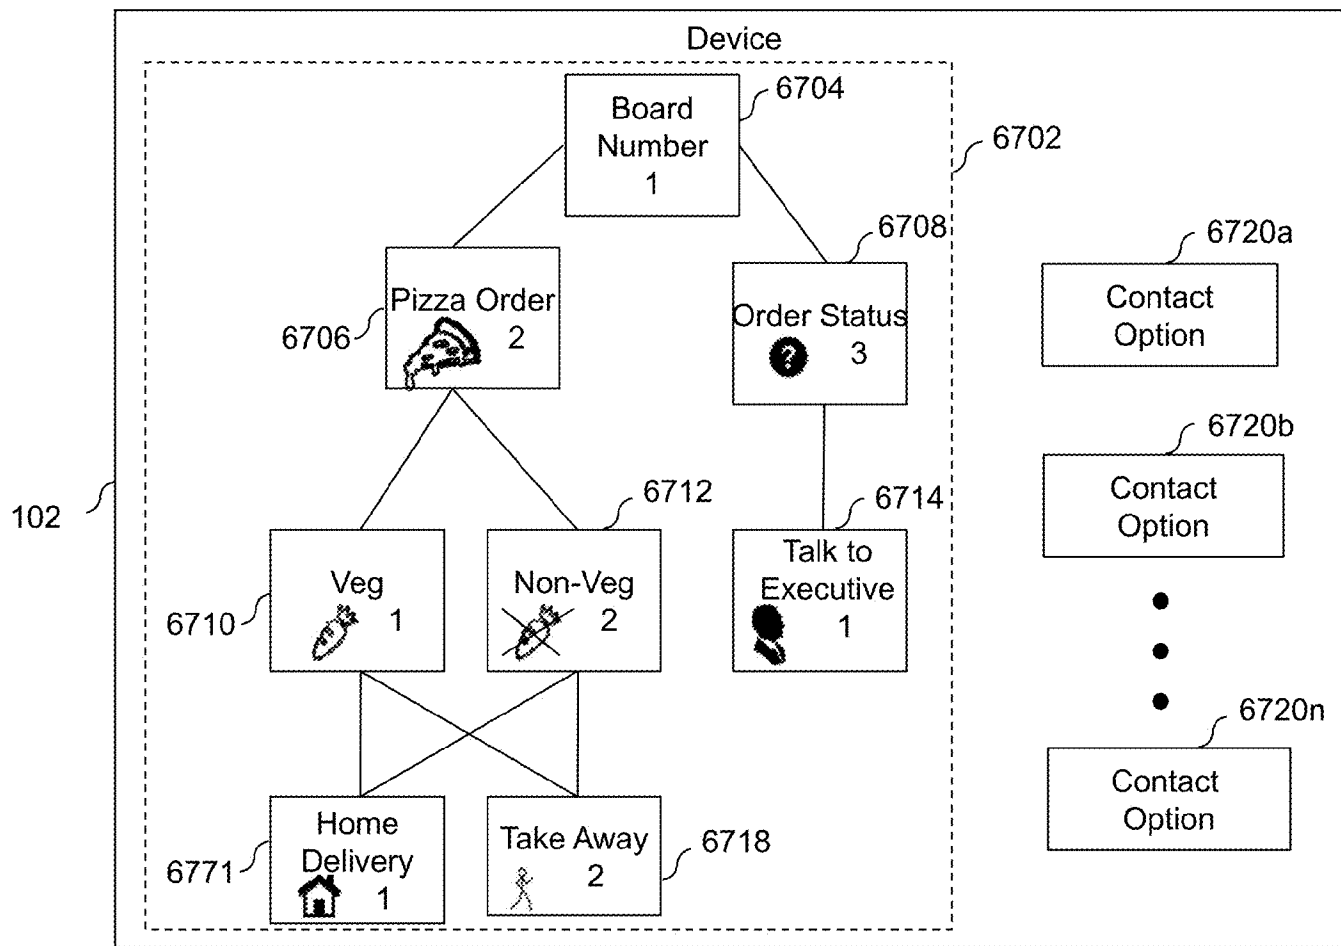 Device
6704
Board
Number
1
6702
6708
6720a
Pizza Order
2
6706
Order Status
?
3
Contact
Option
6720b
Contact
Option
102
6712
6714
Veg
1
6710
Non-Veg
2
Talk to
Executive
1
6720n
Contact
Option
Home
Delivery
1
6771
Take Away
2
6718